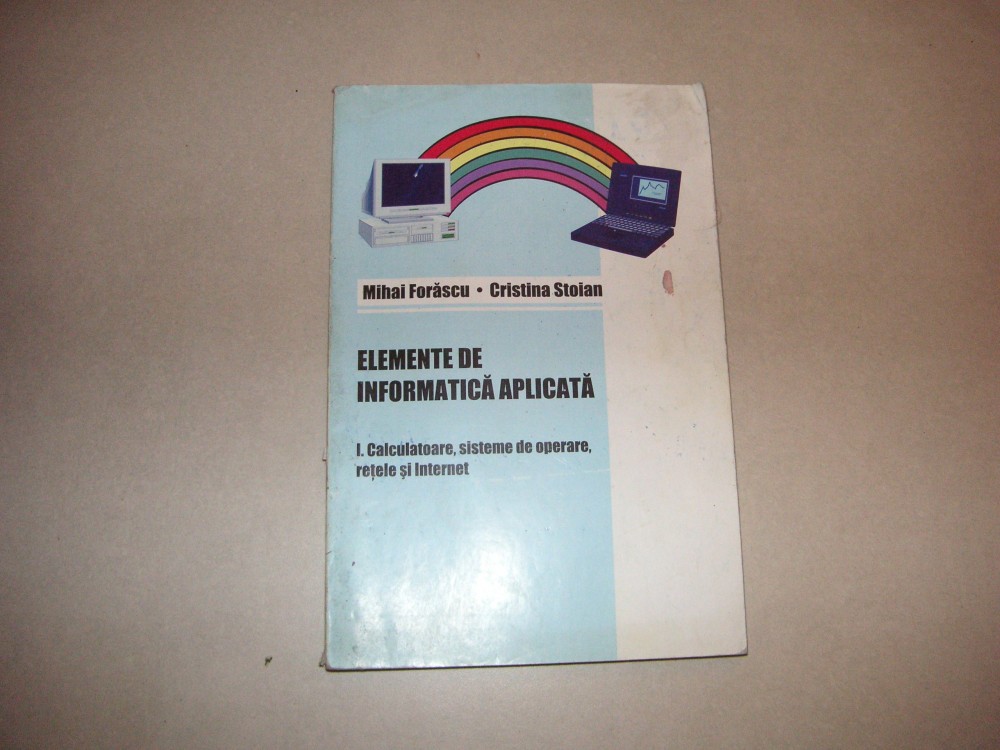 Mihai Forăscu • Cristina Stoian
ELEMENTE DE
INFORMATICĂ APLICATĂ
I. Calculatoare, sisteme de operare,
rețele și Internet